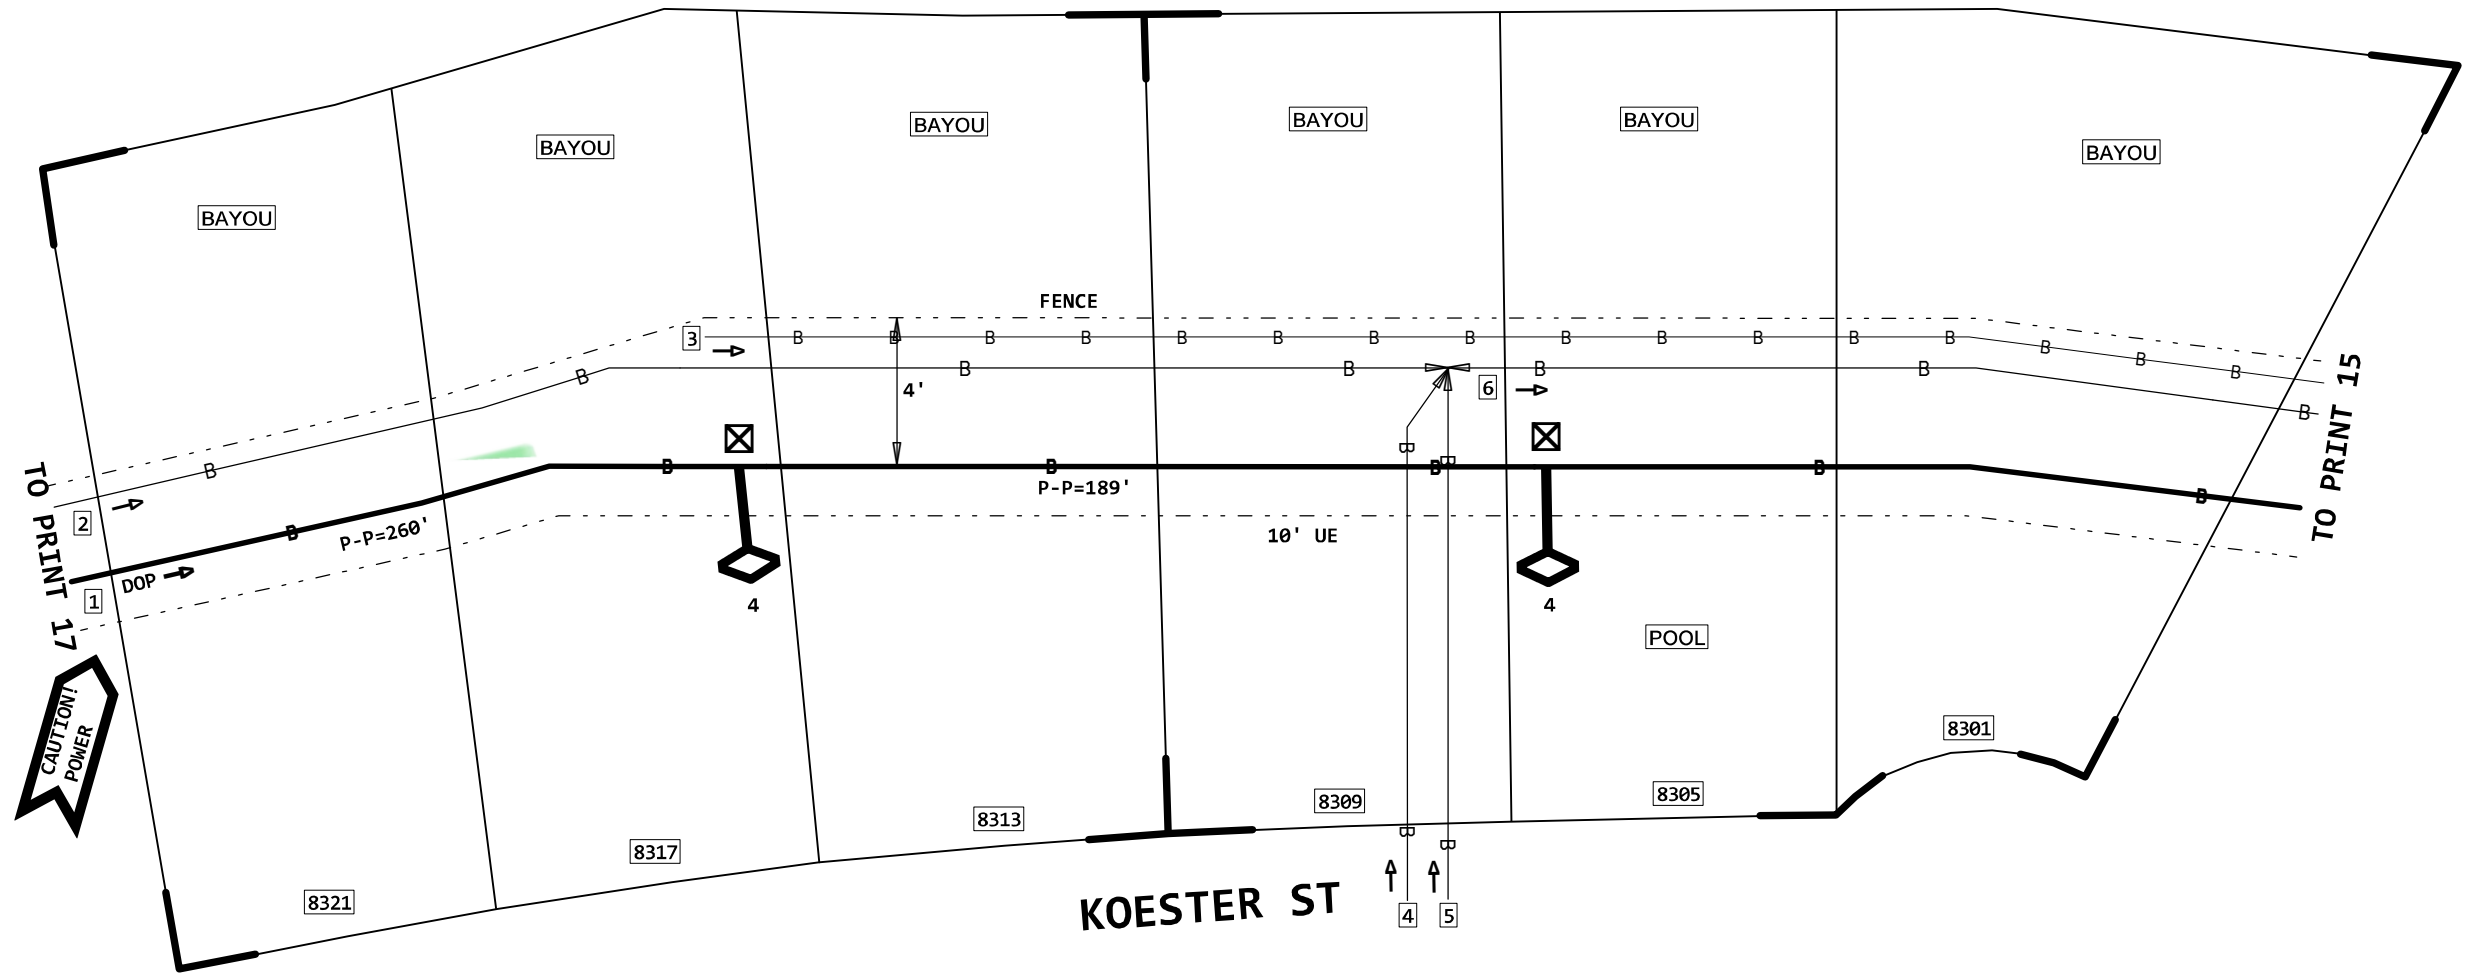 BAYOU
BAYOU
BAYOU
BAYOU
BAYOU
BAYOU
FENCE
3
B B B B B B B B B B B B B B B B
B B B B B B B B
4'
6
2
TO PRINT 17
TO PRINT 15
B B B B B B
P-P=260'
P-P=189'
DOP
1
10' UE
4
4
B B
B B
POOL
CAUTION!
POWER
8321
8317
8313
8309
8305
8301
KOESTER ST
4
5